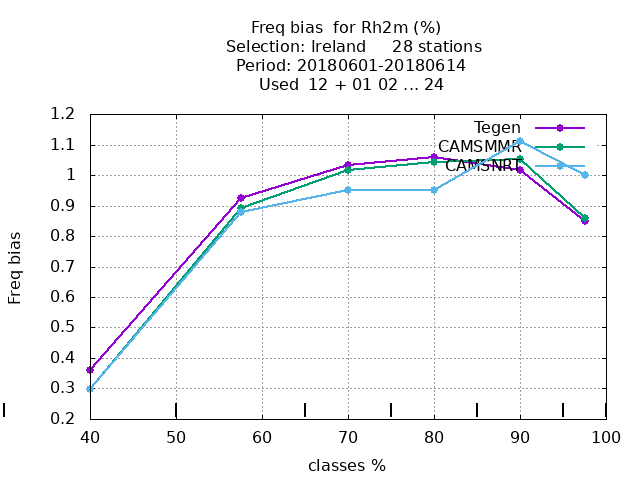 Freq bias  for Rh2m (%)
Selection: Ireland     28 stations
Period: 20180601-20180614
Used  12 + 01 02 ... 24
Tegen
CAMSMMR
CAMSNRT
1.2
1.1
1
0.9
0.8
0.7
0.6
0.5
0.4
0.3
0.2
Freq bias
40 50 60 70 80 90 100
classes %